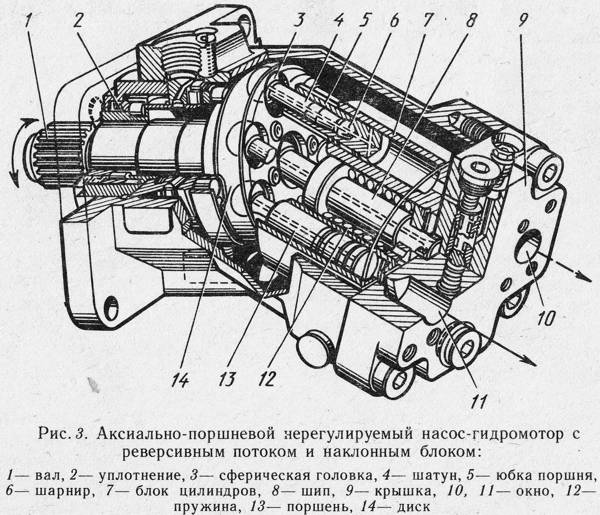 1 2 3 4 5 6 7 8 9
10
11
12
13
14
Рис. 3. Аксиально-поршневой нерегулируемый насос-гидромотор с
реверсивным потоком и наклонным блоком:
1— вал, 2— уплотнение, 3— сферическая головка, 4— шатун, 5— юбка поршня,
6— шарнир, 7— блок цилиндров, 8— шип, 9— крышка, 10, 11— окно, 12—
пружина, 13— поршень, 14— диск